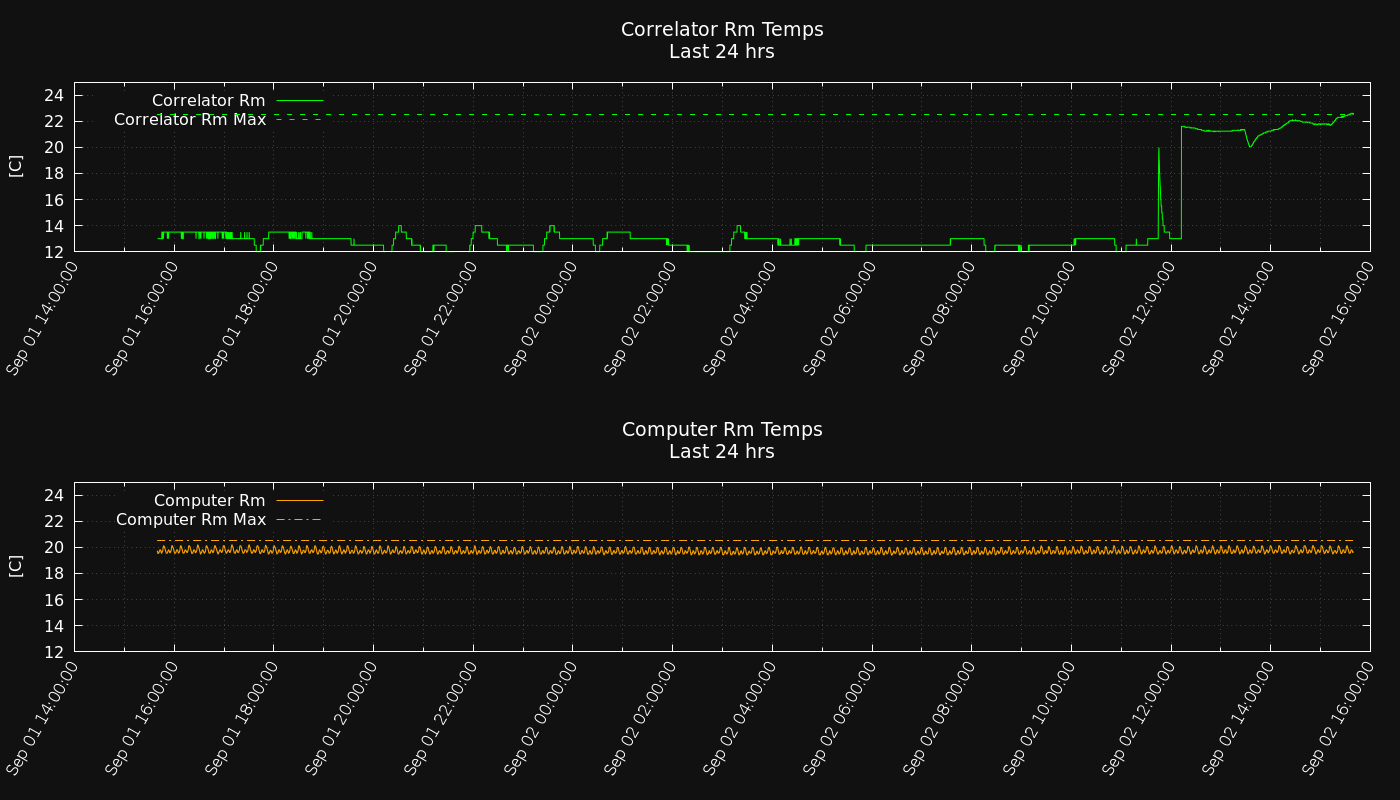 Correlator Rm Temps
Last 24 hrs
Correlator Rm
Correlator Rm Max
[C]
24
22
20
18
16
14
12
Sep 01 14:00:00
Sep 01 16:00:00
Sep 01 18:00:00
Sep 01 20:00:00
Sep 01 22:00:00
Sep 02 00:00:00
Sep 02 02:00:00
Sep 02 04:00:00
Sep 02 06:00:00
Sep 02 08:00:00
Sep 02 10:00:00
Sep 02 12:00:00
Sep 02 14:00:00
Sep 02 16:00:00
Computer Rm Temps
Last 24 hrs
Computer Rm
Computer Rm Max
[C]
24
22
20
18
16
14
12
Sep 01 14:00:00
Sep 01 16:00:00
Sep 01 18:00:00
Sep 01 20:00:00
Sep 01 22:00:00
Sep 02 00:00:00
Sep 02 02:00:00
Sep 02 04:00:00
Sep 02 06:00:00
Sep 02 08:00:00
Sep 02 10:00:00
Sep 02 12:00:00
Sep 02 14:00:00
Sep 02 16:00:00